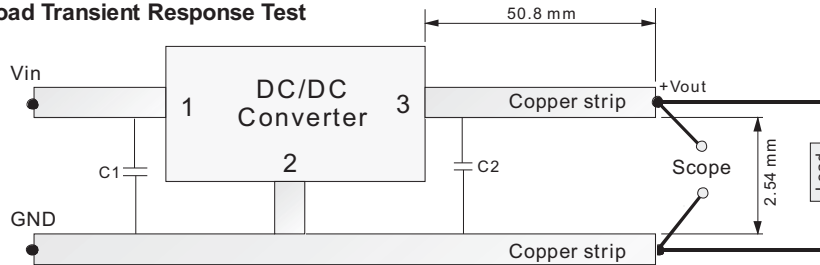 oad Transient Response Test
50.8 mm
Vin
DC/DC
Converter
1
3
2
Copper strip
+Vout
C1
C2
Scope
2.54 mm
Load
GND
Copper strip